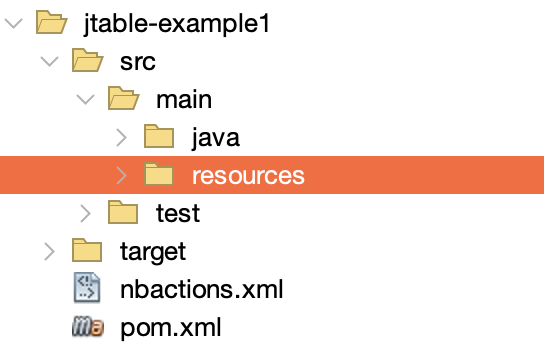 jtable-example1
src
main
java
resources
test
target
nbactions.xml
pom.xml